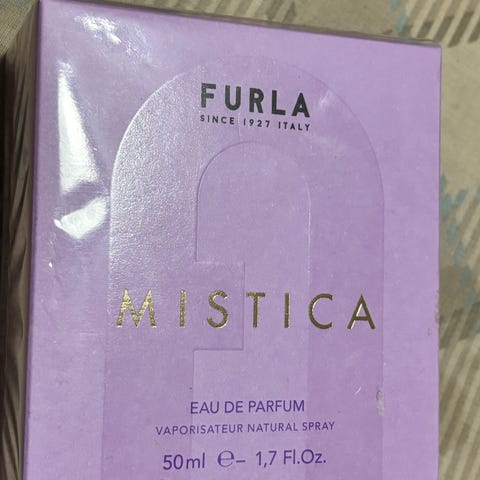 FURLA
SINCE 1927 ITALY
MISTICA
EAU DE PARFUM
VAPORISATEUR NATURAL SPRAY
50ml ℮– 1,7 Fl.Oz.